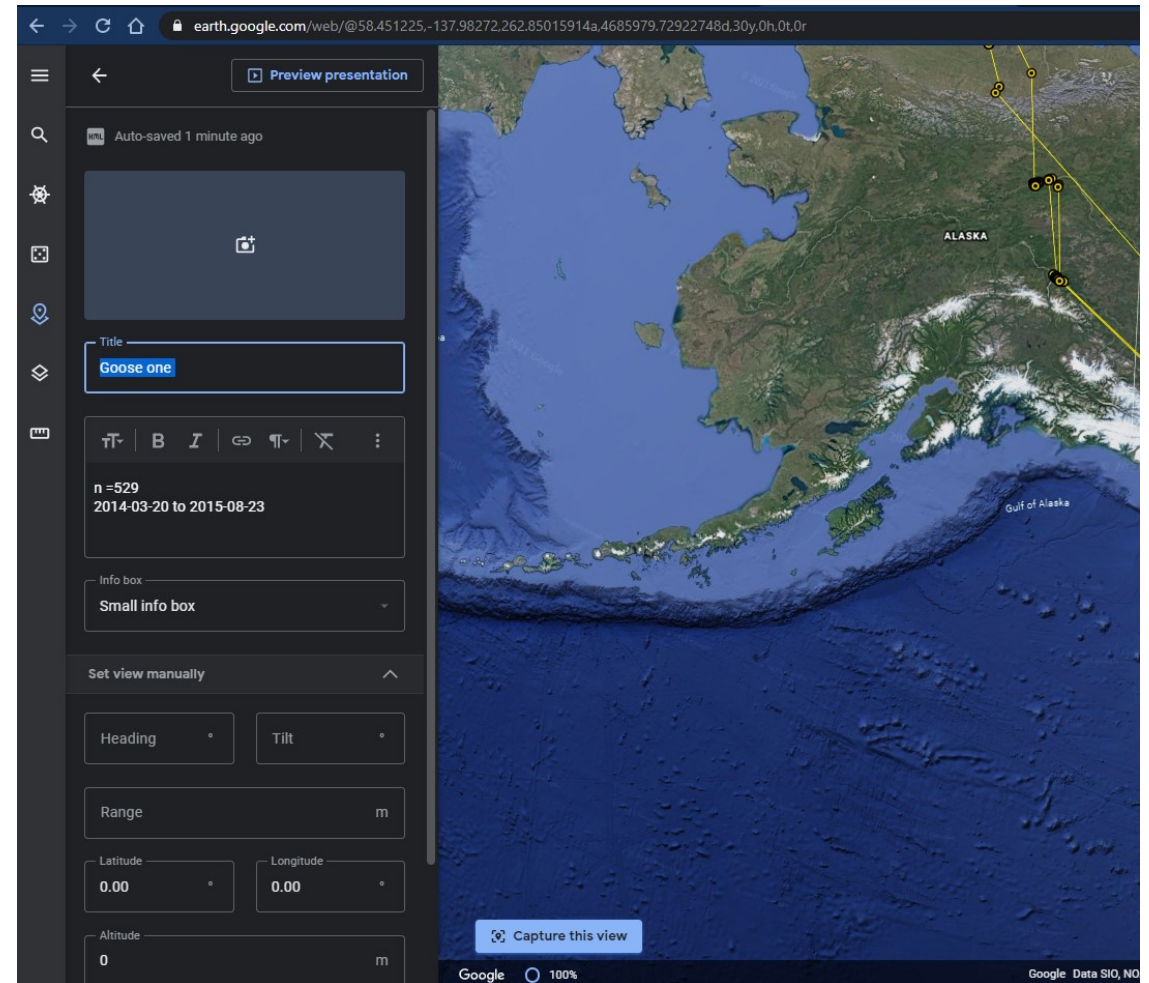 earth.google.com/web/@58.451225,-137.98272,262.85015914a,4685979.72922748d,30y,0h,0t,0r
Preview presentation
Auto-saved 1 minute ago
Title
Goose one
n =529
2014-03-20 to 2015-08-23
Info box
Small info box
Set view manually
Heading °
Tilt °
Range m
Latitude
0.00 °
Longitude
0.00 °
Altitude
0 m
ALASKA
Gulf of Alaska
Capture this view
Google 100%
Google Data SIO, NO